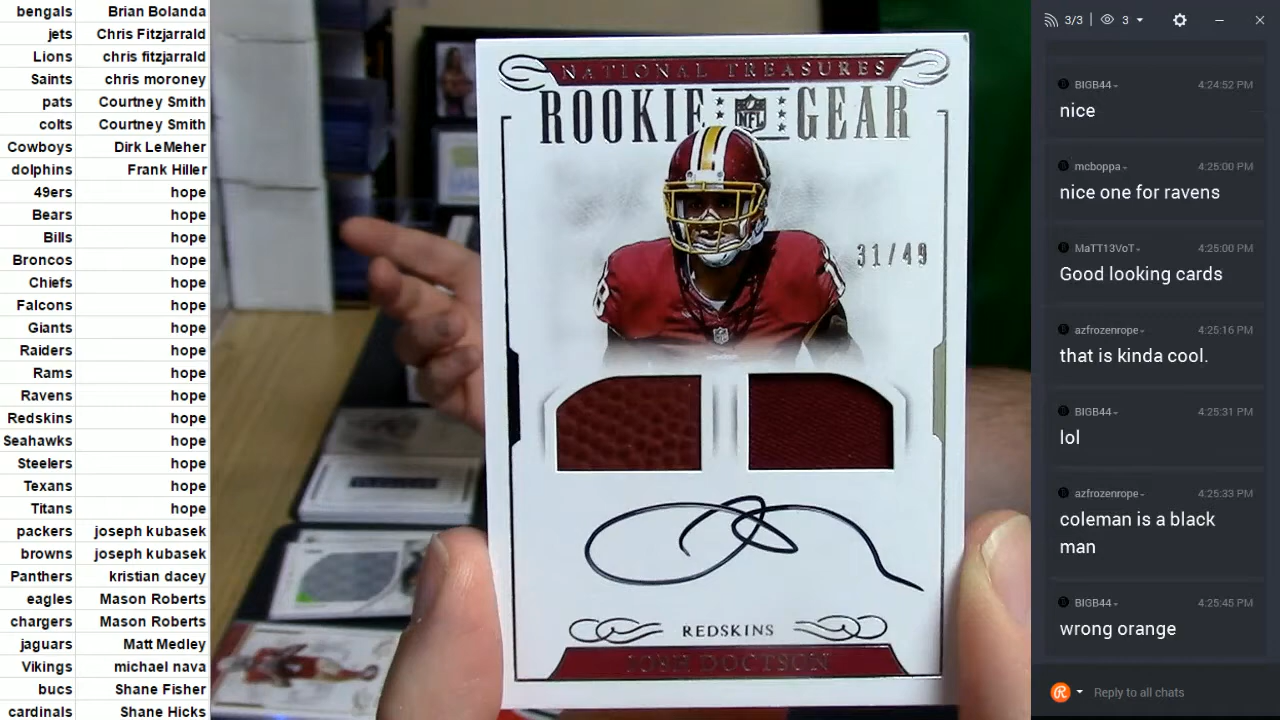 bengals Brian Bolanda
jets Chris Fitzjarrald
Lions chris fitzjarrald
Saints chris moroney
pats Courtney Smith
colts Courtney Smith
Cowboys Dirk LeMeher
dolphins Frank Hiller
49ers hope
Bears hope
Bills hope
Broncos hope
Chiefs hope
Falcons hope
Giants hope
Raiders hope
Rams hope
Ravens hope
Redskins hope
Seahawks hope
Steelers hope
Texans hope
Titans hope
packers joseph kubasek
browns joseph kubasek
Panthers kristian dacey
eagles Mason Roberts
chargers Mason Roberts
jaguars Matt Medley
Vikings michael nava
bucs Shane Fisher
cardinals Shane Hicks
NATIONAL TREASURES
ROOKIE NFL GEAR
31/49
8
REDSKINS
JOSH DOCTSON
3/3 3
BIGB44 4:24:52 PM
nice
mcboppa 4:25:00 PM
nice one for ravens
MaTT13VoT 4:25:00 PM
Good looking cards
azfrozenrope 4:25:16 PM
that is kinda cool.
BIGB44 4:25:31 PM
lol
azfrozenrope 4:25:33 PM
coleman is a black
man
BIGB44 4:25:45 PM
wrong orange
Reply to all chats